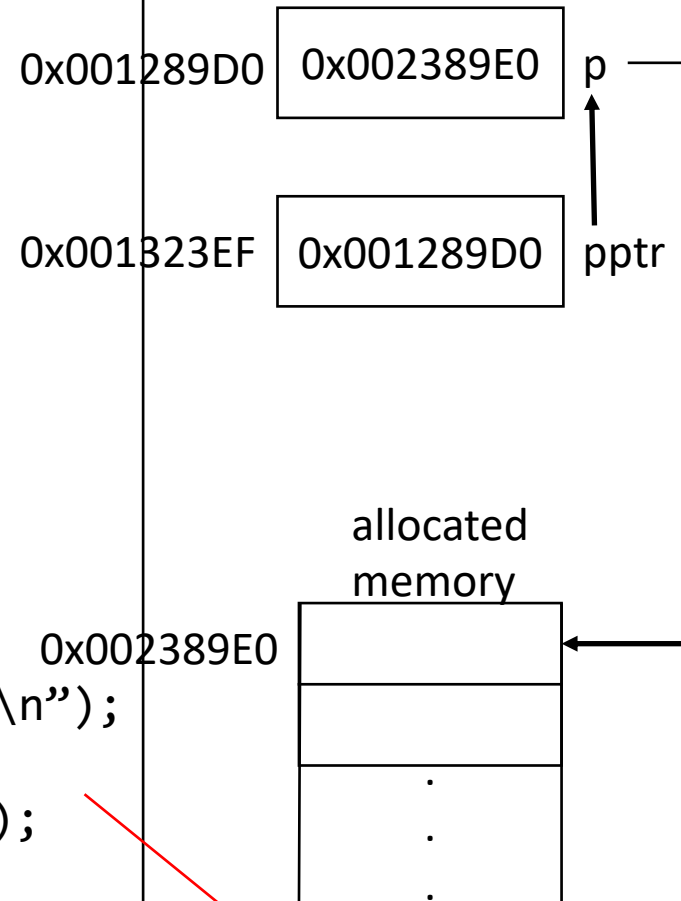 0x001289D0 0x002389E0 p
0x001323EF 0x001289D0 pptr
allocated
memory
0x002389E0
\n”);
);
.
.
.